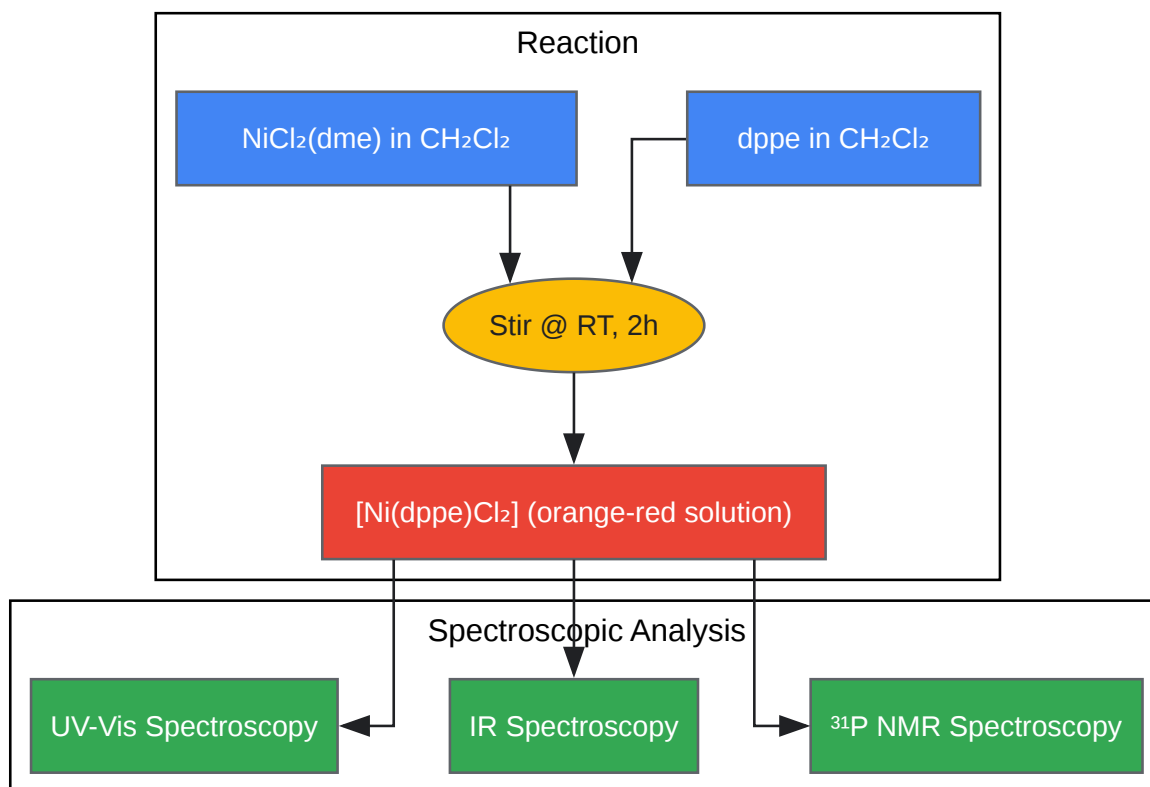 Reaction
NiCl₂(dme) in CH₂Cl₂
dppe in CH₂Cl₂
Stir @ RT, 2h
[Ni(dppe)Cl₂] (orange-red solution)
Spectroscopic Analysis
UV-Vis Spectroscopy
IR Spectroscopy
³¹P NMR Spectroscopy